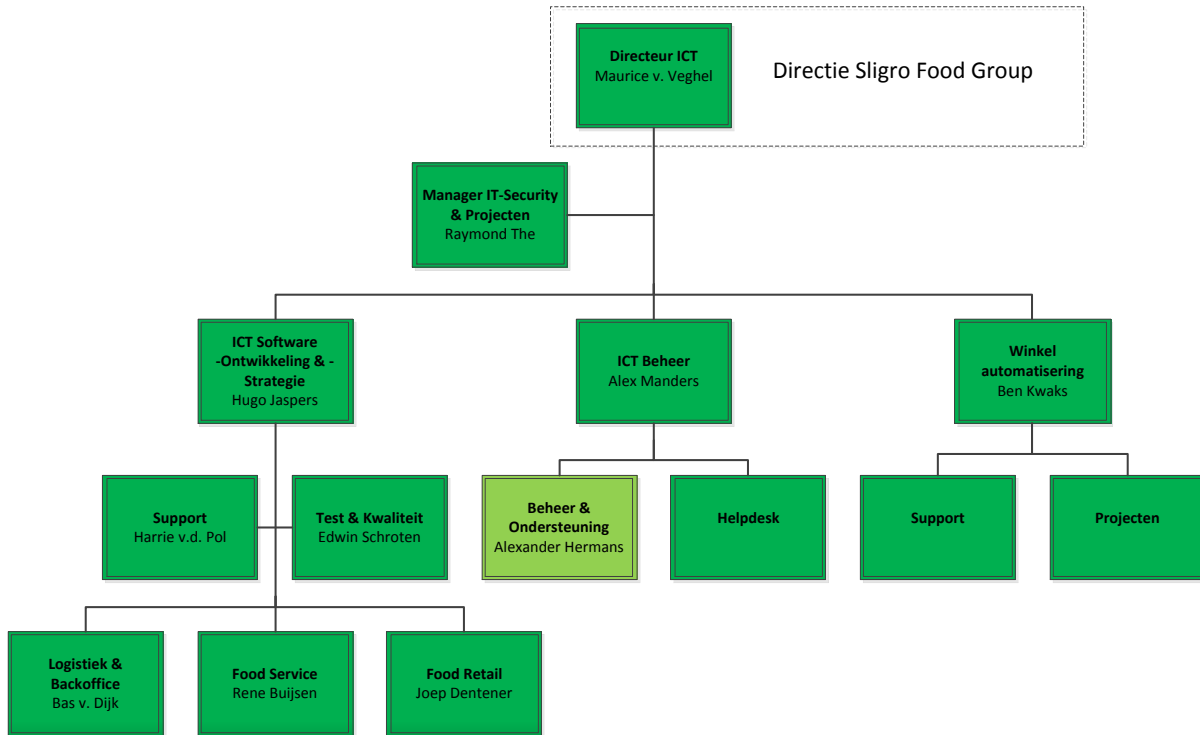 Directeur ICT
Maurice v. Veghel
Directie Sligro Food Group
Manager IT-Security
& Projecten
Raymond The
ICT Software
-Ontwikkeling & -
Strategie
Hugo Jaspers
ICT Beheer
Alex Manders
Winkel
automatisering
Ben Kwaks
Support
Harrie v.d. Pol
Test & Kwaliteit
Edwin Schroten
Beheer &
Ondersteuning
Alexander Hermans
Helpdesk
Support
Projecten
Logistiek &
Backoffice
Bas v. Dijk
Food Service
Rene Buijsen
Food Retail
Joep Dentener